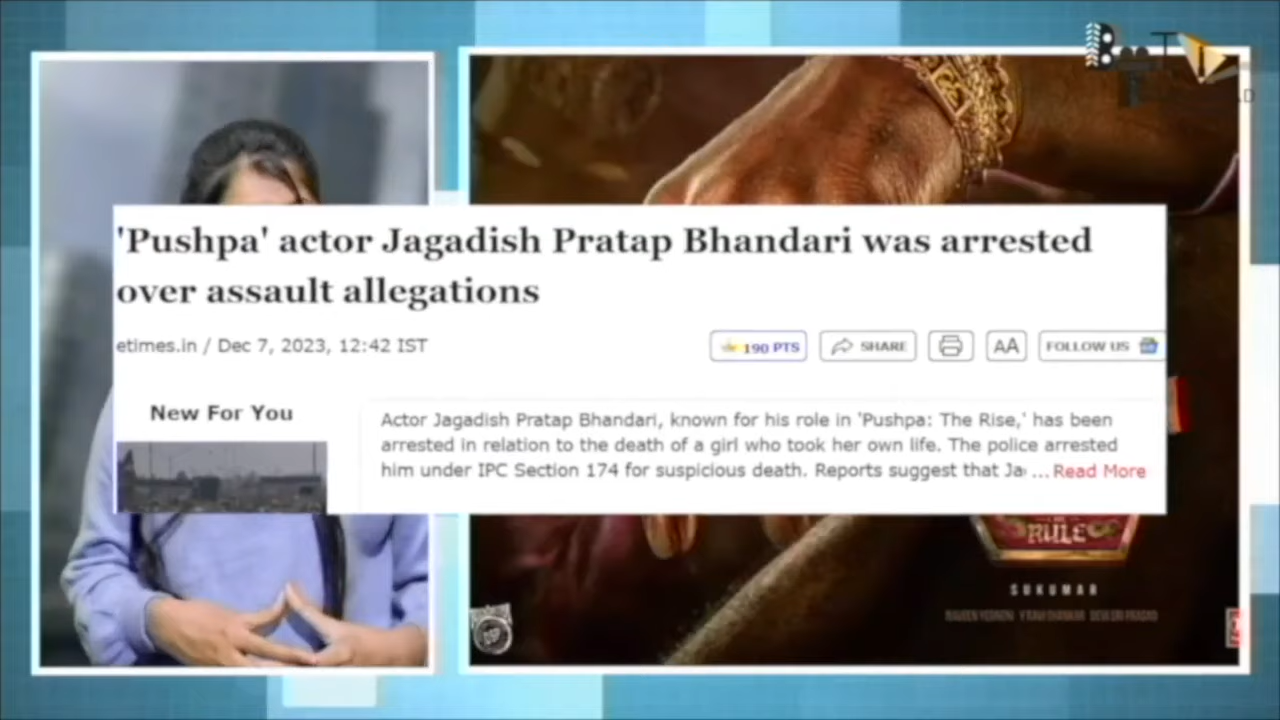 'Pushpa' actor Jagadish Pratap Bhandari was arrested
over assault allegations
etimes.in / Dec 7, 2023, 12:42 IST
190 PTS
SHARE
AA
FOLLOW US
New For You
Actor Jagadish Pratap Bhandari, known for his role in 'Pushpa: The Rise,' has been
arrested in relation to the death of a girl who took her own life. The police arrested
him under IPC Section 174 for suspicious death. Reports suggest that Ja ... Read More
RULE
SUKUMAR